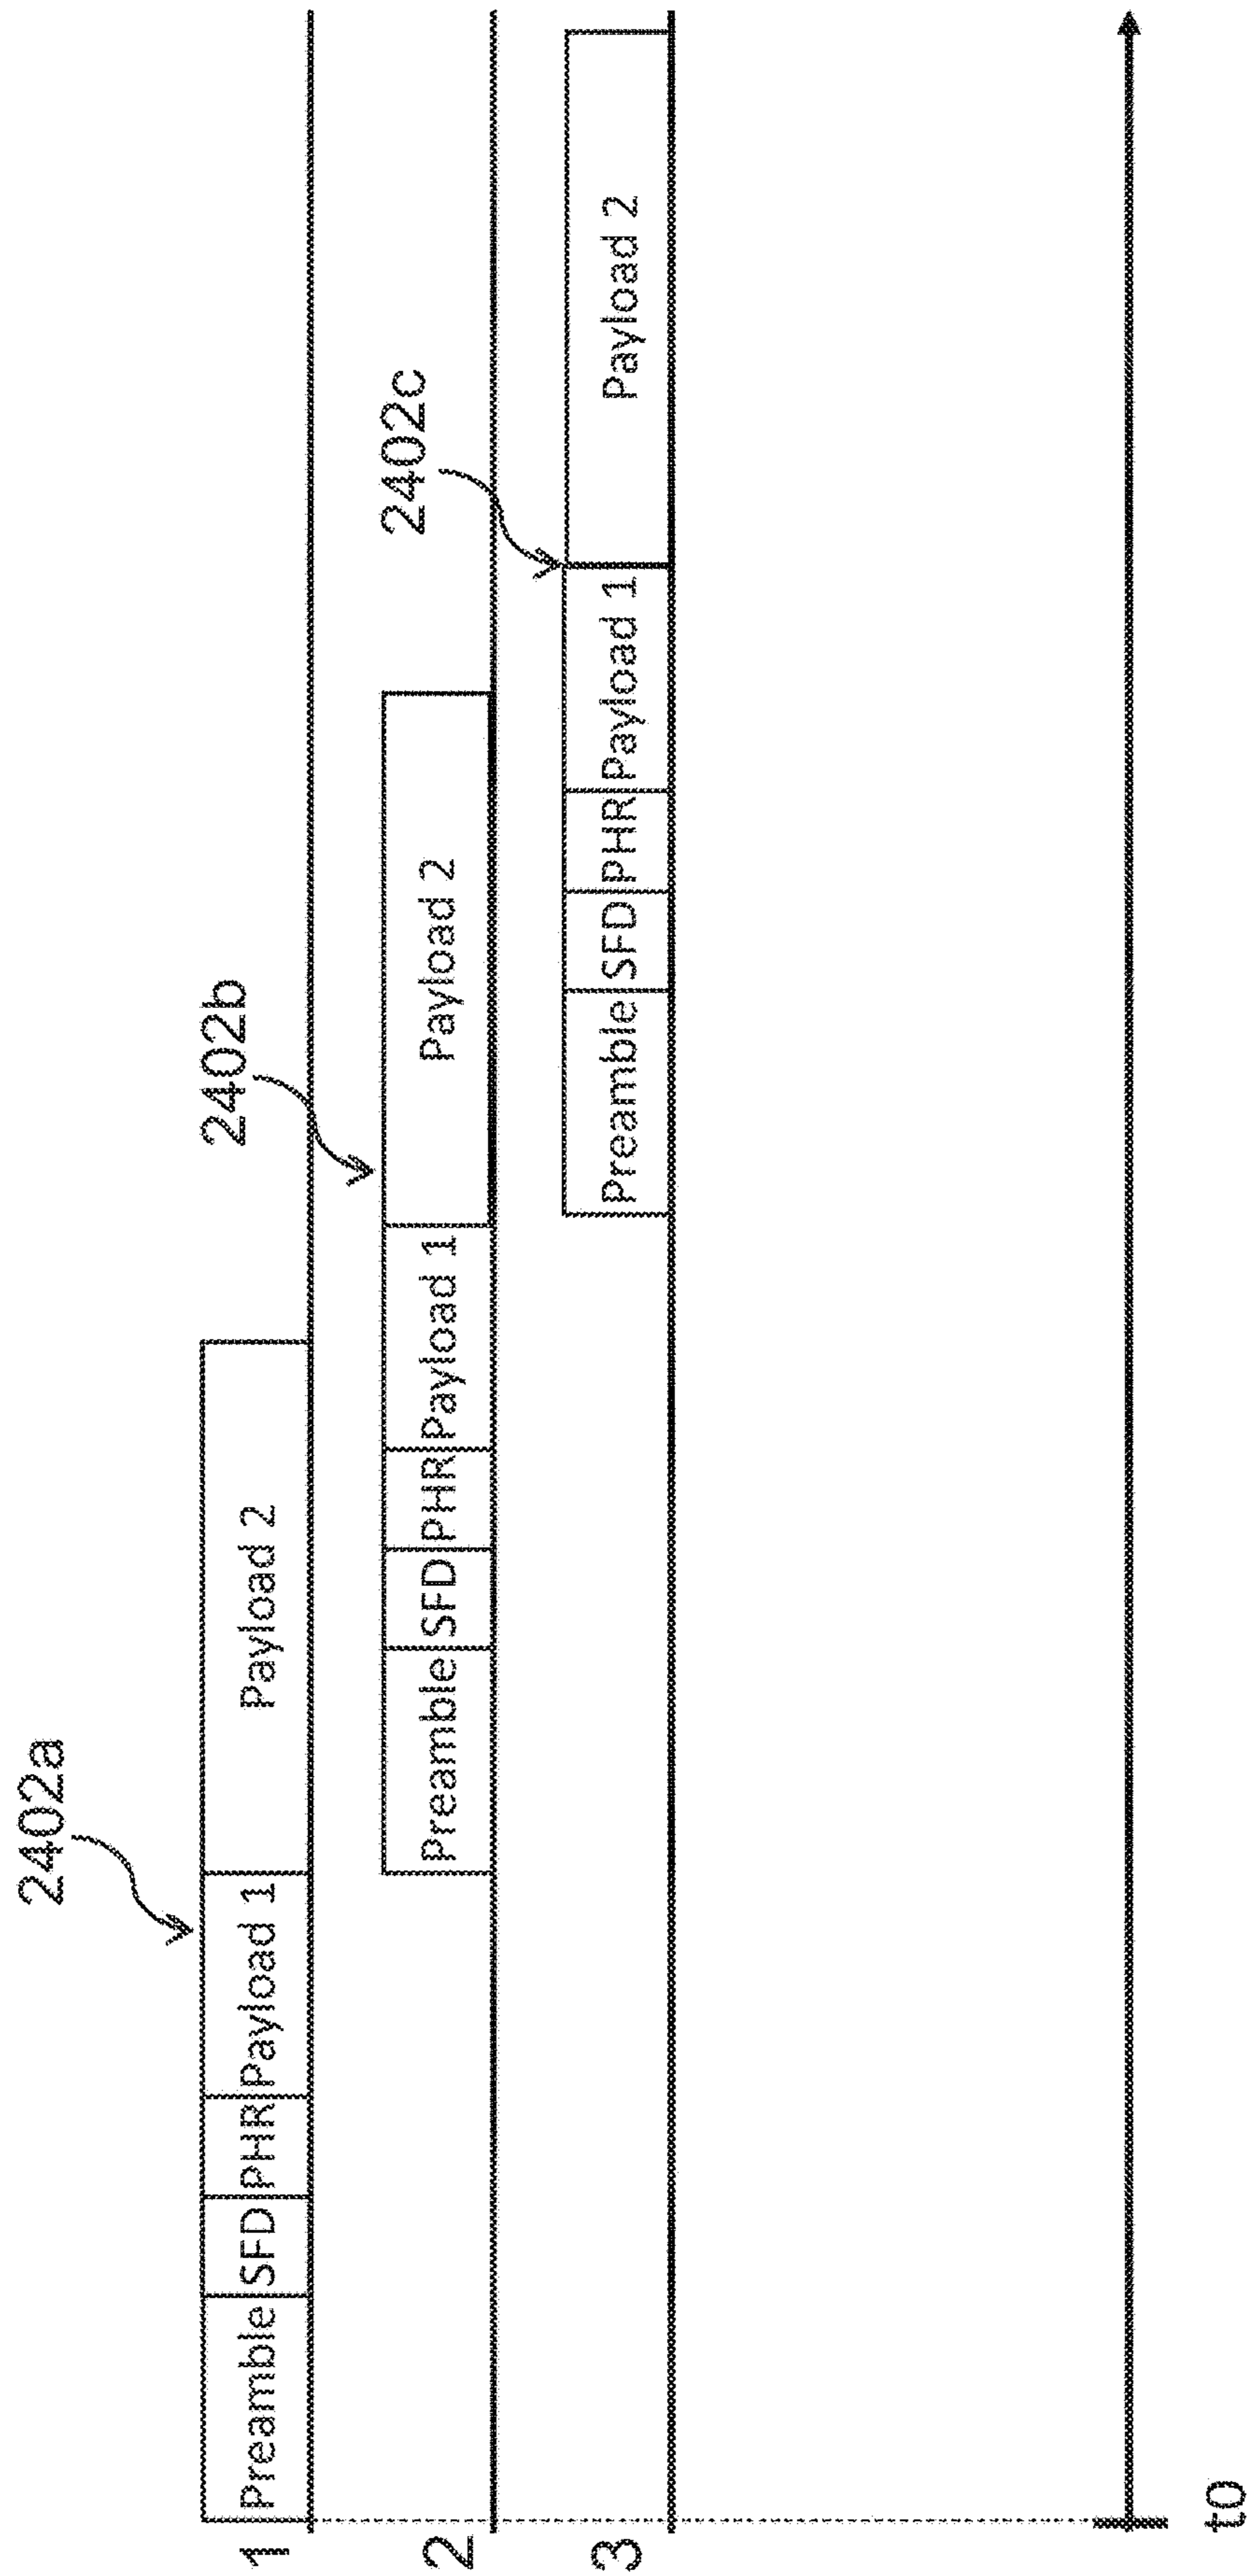 2402a
1 Preamble SFD PHR Payload 1 Payload 2
2402b
2 Preamble SFD PHR Payload 1 Payload 2
2402c
3 Preamble SFD PHR Payload 1 Payload 2
t0